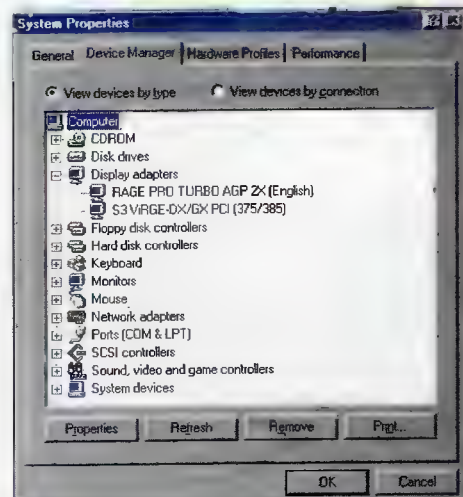 System Properties
General Device Manager Hardware Profiles Performance
View devices by type View devices by connection
Computer
CDROM
Disk drives
Display adapters
RAGE PRO TURBO AGP 2X (English)
S3 ViRGE-DX/GX PCI (375/385)
Floppy disk controllers
Hard disk controllers
Keyboard
Monitors
Mouse
Network adapters
Ports (COM & LPT)
SCSI controllers
Sound, video and game controllers
System devices
Properties Refresh Remove Print...
OK Cancel